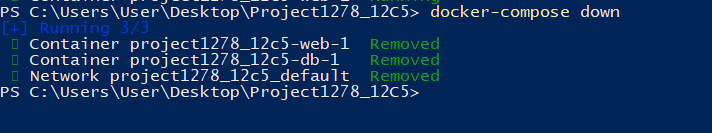 PS C:\Users\User\Desktop\Project1278_12C5> docker-compose down
[+] Running 3/3
Container project1278_12c5-web-1 Removed
Container project1278_12c5-db-1 Removed
Network project1278_12c5_default Removed
PS C:\Users\User\Desktop\Project1278_12C5>